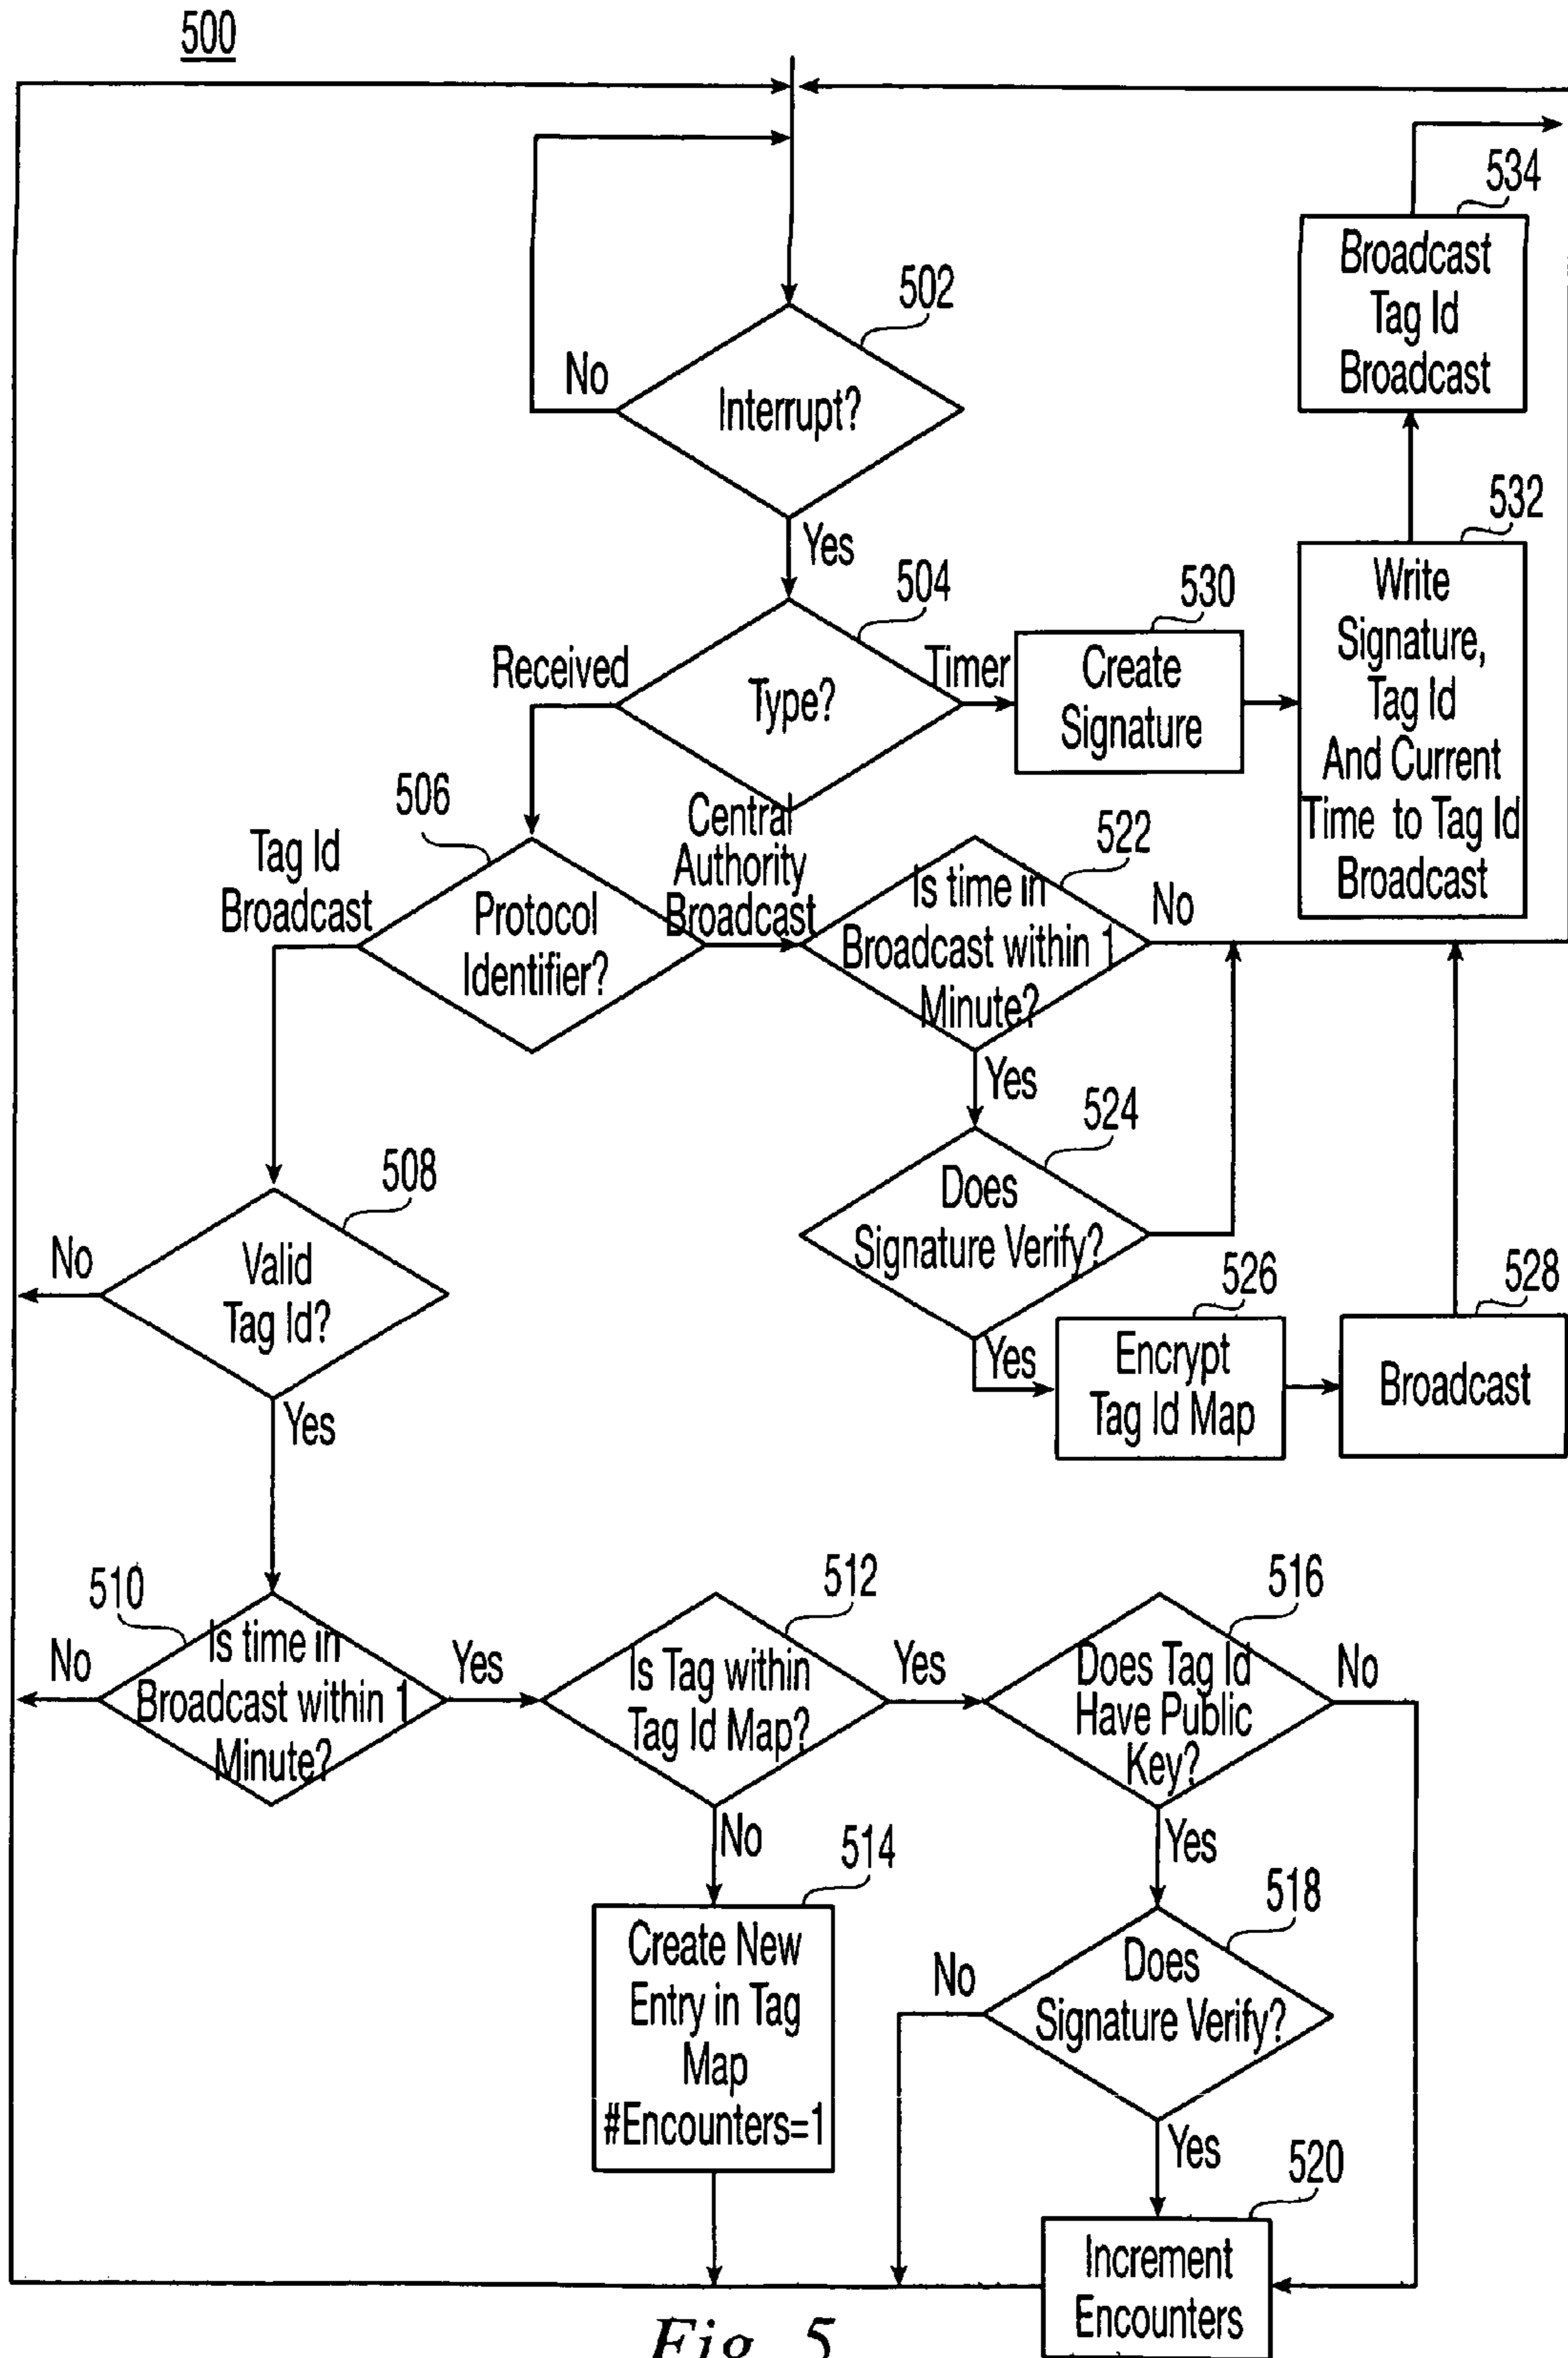 500
534
Broadcast
Tag Id
Broadcast
502
No
Interrupt?
Yes
532
Write
Signature,
Tag Id
And Current
Time to Tag Id
Broadcast
504
Received
Type?
Timer
530
Create
Signature
506
Tag Id
Broadcast
Protocol
Identifier?
Central
Authority
Broadcast
522
Is time in
Broadcast within 1
Minute?
No
Yes
524
Does
Signature Verify?
Yes
526
Encrypt
Tag Id Map
528
Broadcast
508
No
Valid
Tag Id?
Yes
510
No
Is time in
Broadcast within 1
Minute?
Yes
512
Is Tag within
Tag Id Map?
Yes
516
Does Tag Id
Have Public
Key?
No
No
514
Create New
Entry in Tag
Map
#Encounters=1
Yes
518
No
Does
Signature Verify?
Yes
520
Increment
Encounters
Fig. 5